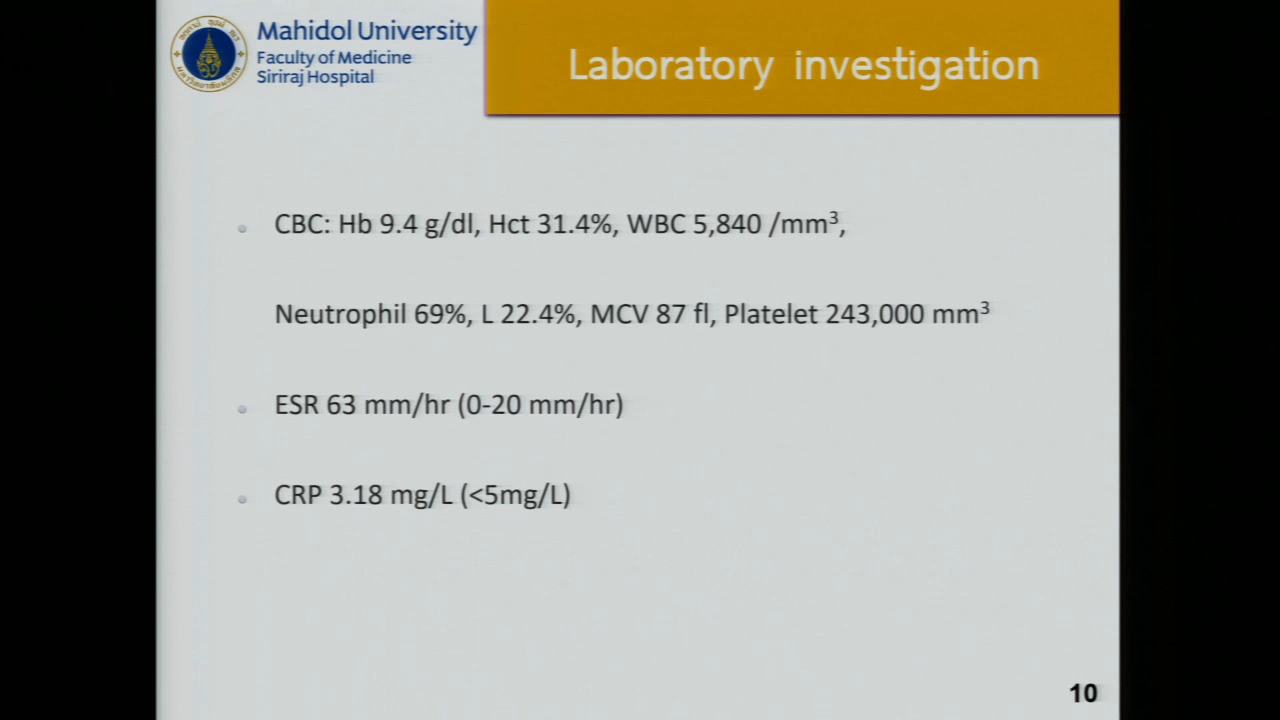 Mahidol University
Faculty of Medicine
Siriraj Hospital
Laboratory investigation
CBC: Hb 9.4 g/dl, Hct 31.4%, WBC 5,840 /mm³,
Neutrophil 69%, L 22.4%, MCV 87 fl, Platelet 243,000 mm³
ESR 63 mm/hr (0-20 mm/hr)
CRP 3.18 mg/L (<5mg/L)
10